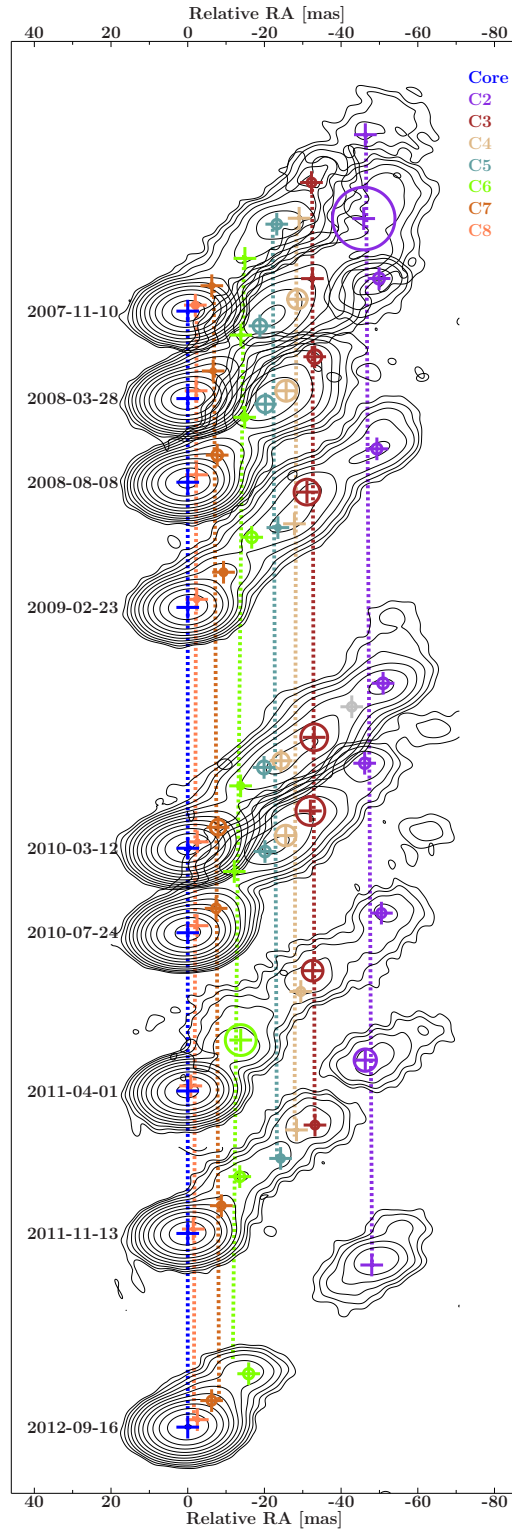 Relative RA [mas]
40 20 0 -20 -40 -60 -80
Core
C2
C3
C4
C5
C6
C7
C8
2007-11-10
2008-03-28
2008-08-08
2009-02-23
2010-03-12
2010-07-24
2011-04-01
2011-11-13
2012-09-16
40 20 0 -20 -40 -60 -80
Relative RA [mas]